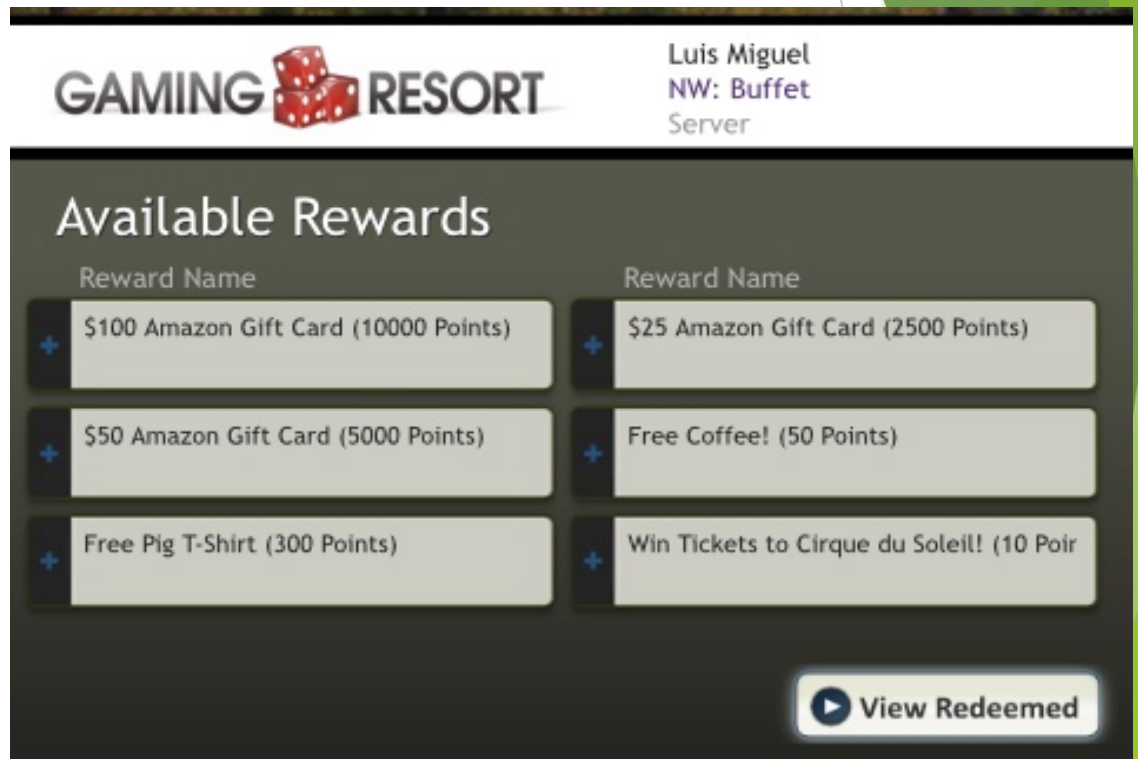 GAMING RESORT
Luis Miguel
NW: Buffet
Server
Available Rewards
Reward Name
Reward Name
$100 Amazon Gift Card (10000 Points)
$25 Amazon Gift Card (2500 Points)
$50 Amazon Gift Card (5000 Points)
Free Coffee! (50 Points)
Free Pig T-Shirt (300 Points)
Win Tickets to Cirque du Soleil! (10 Poir
View Redeemed